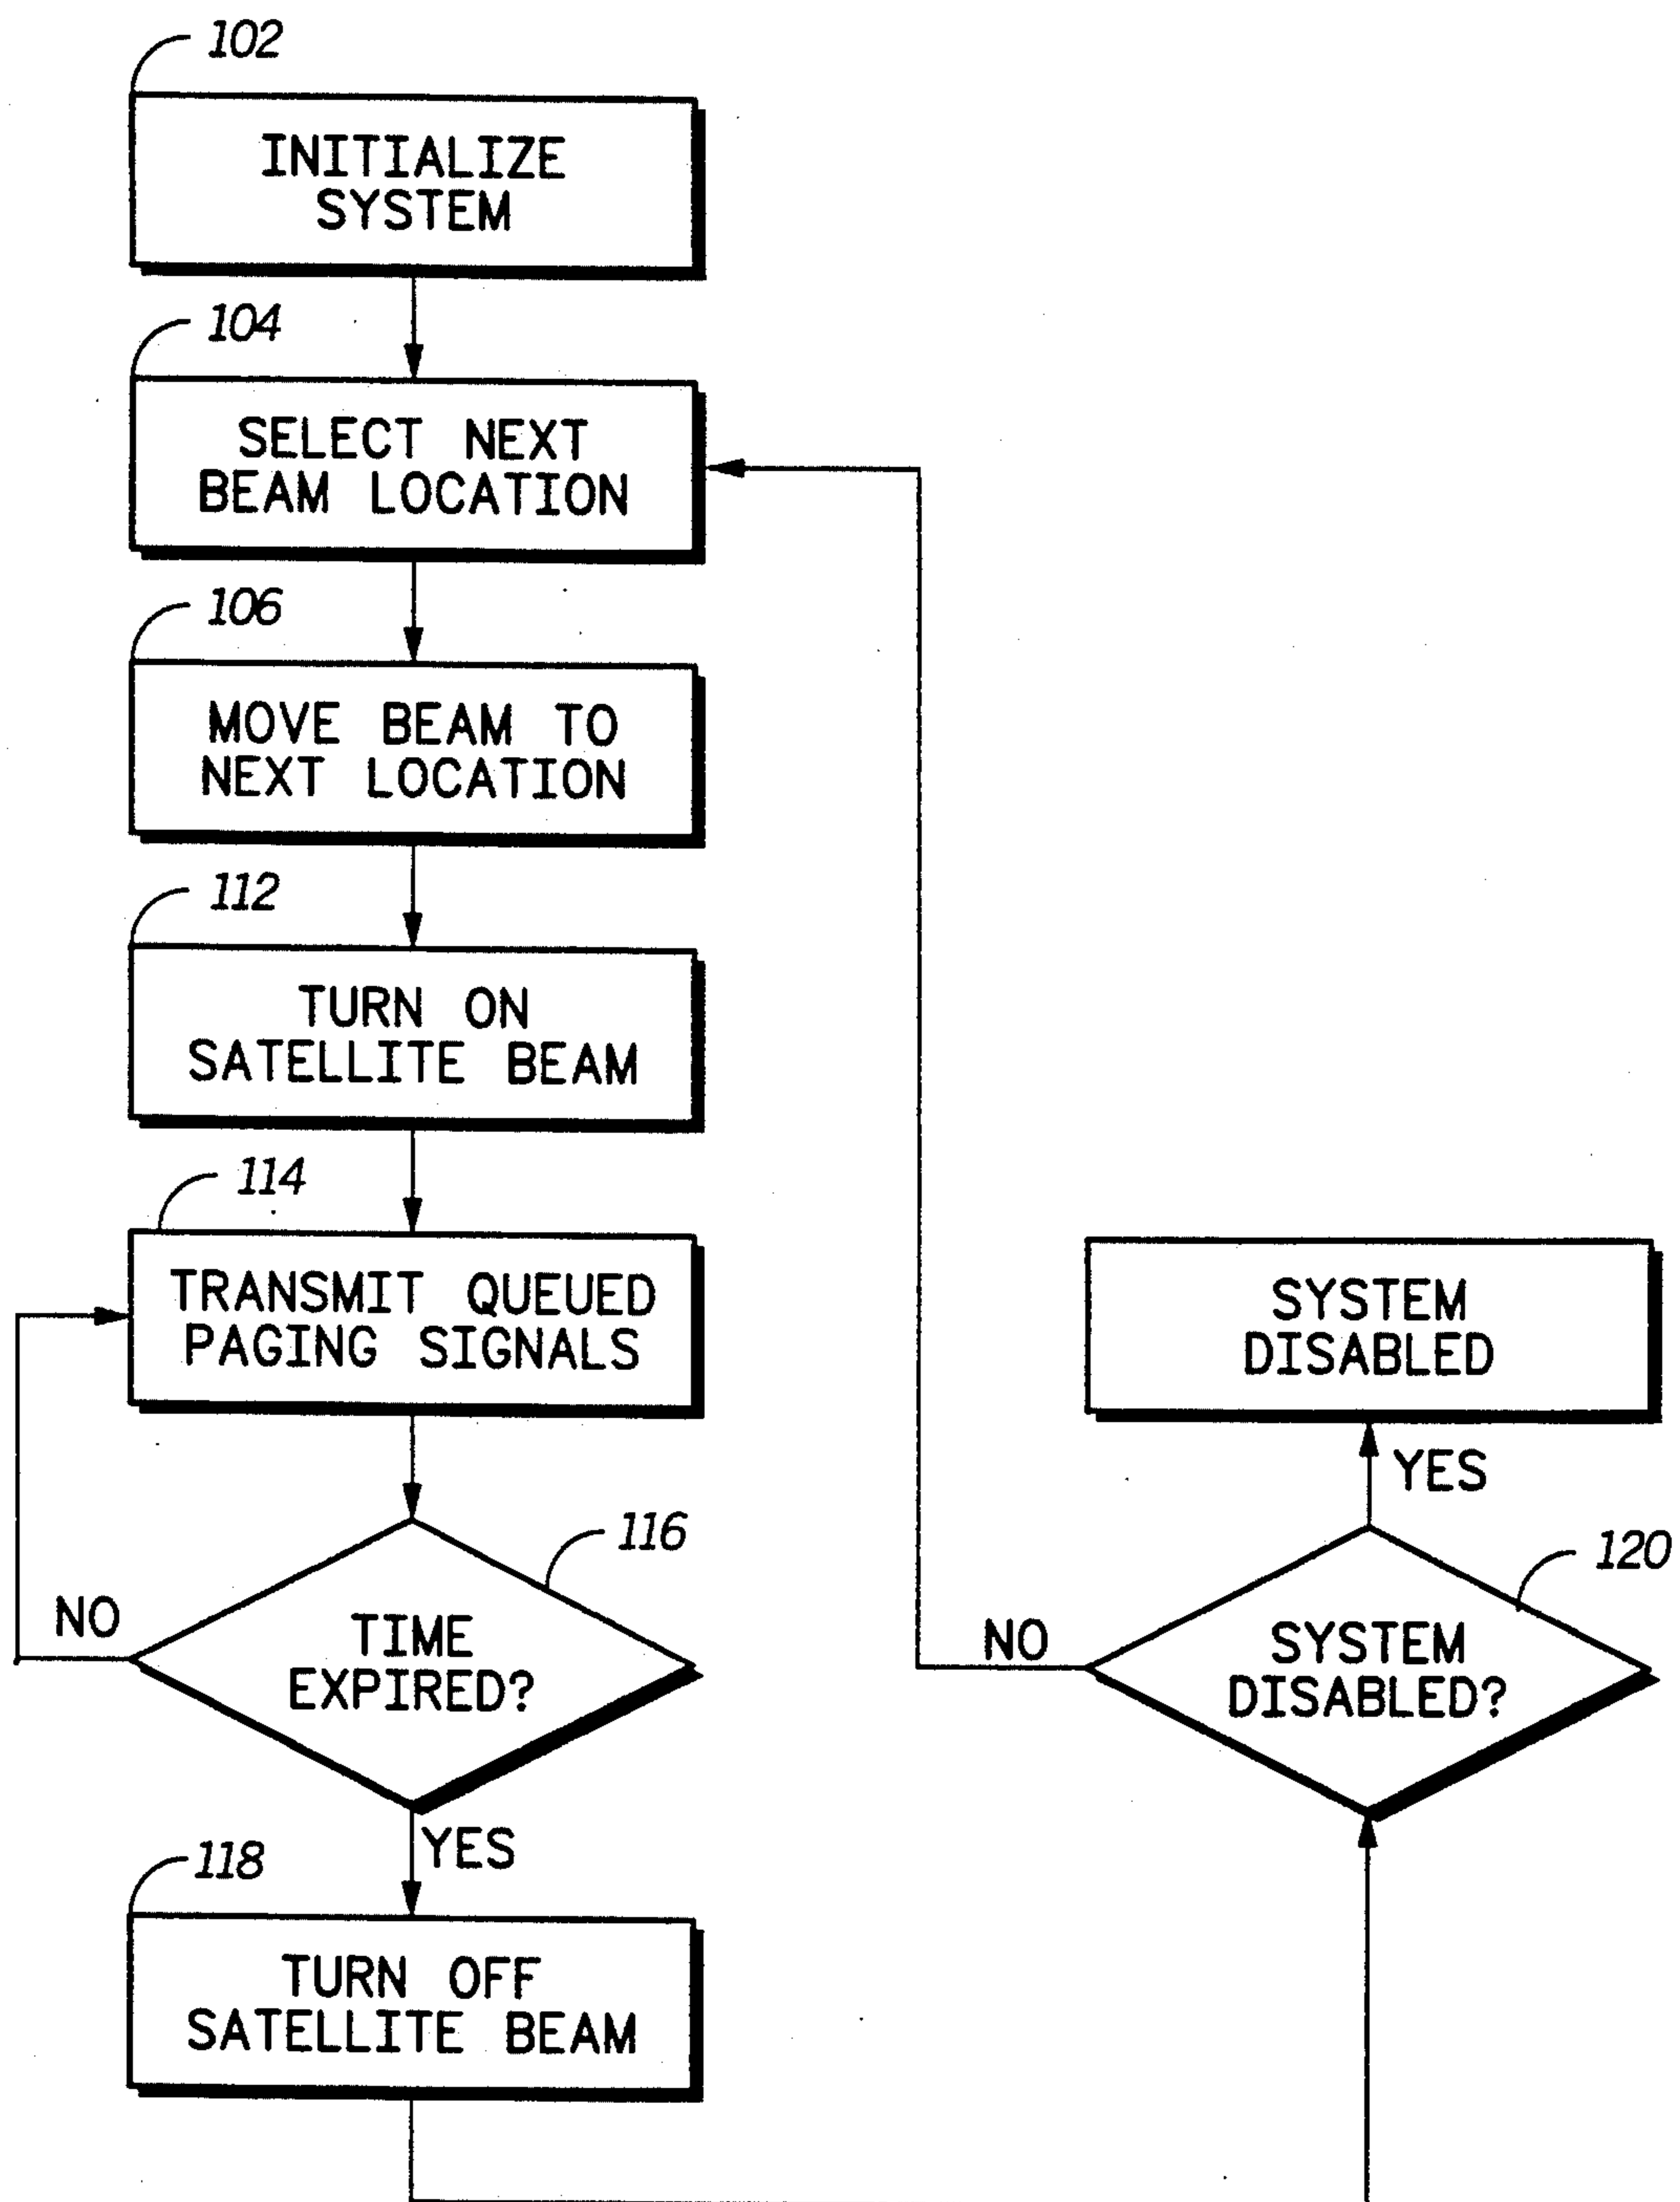 102
INITIALIZE
SYSTEM
104
SELECT NEXT
BEAM LOCATION
106
MOVE BEAM TO
NEXT LOCATION
112
TURN ON
SATELLITE BEAM
114
TRANSMIT QUEUED
PAGING SIGNALS
116
NO
TIME
EXPIRED?
YES
118
TURN OFF
SATELLITE BEAM
SYSTEM
DISABLED
YES
120
NO
SYSTEM
DISABLED?